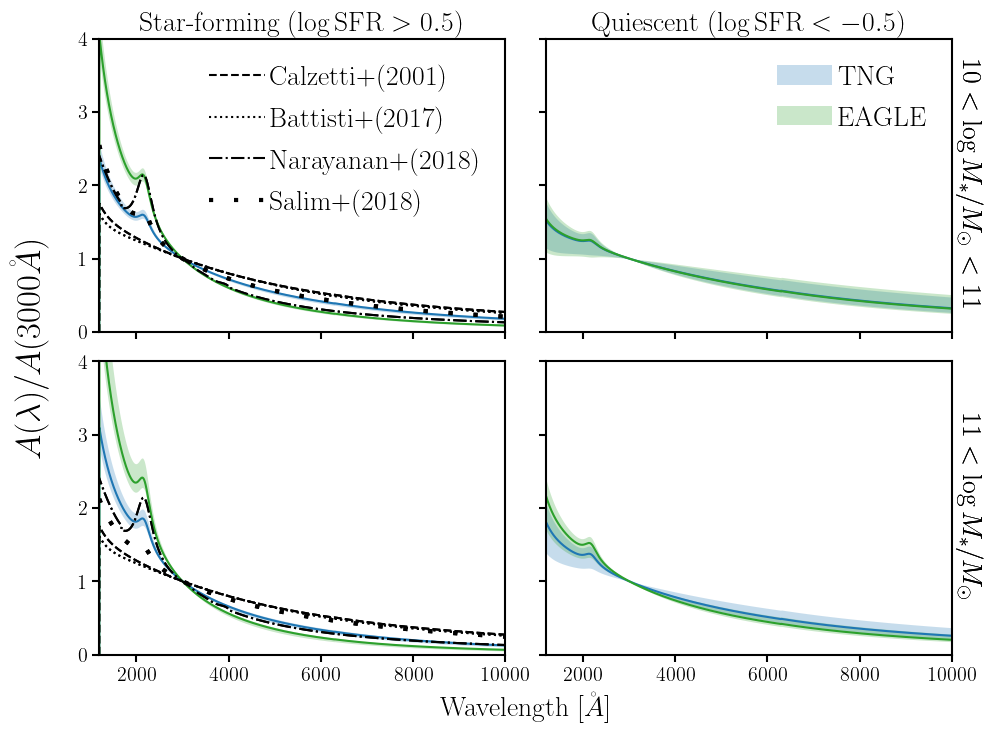 Star-forming (log SFR > 0.5)
Quiescent (log SFR < −0.5)
Calzetti+(2001)
Battisti+(2017)
Narayanan+(2018)
Salim+(2018)
TNG
EAGLE
4
3
2
1
0
10 < log M∗/M⊙ < 11
A(λ)/A(3000Å)
4
3
2
1
0
11 < log M∗/M⊙
2000 4000 6000 8000 10000
2000 4000 6000 8000 10000
Wavelength [Å]